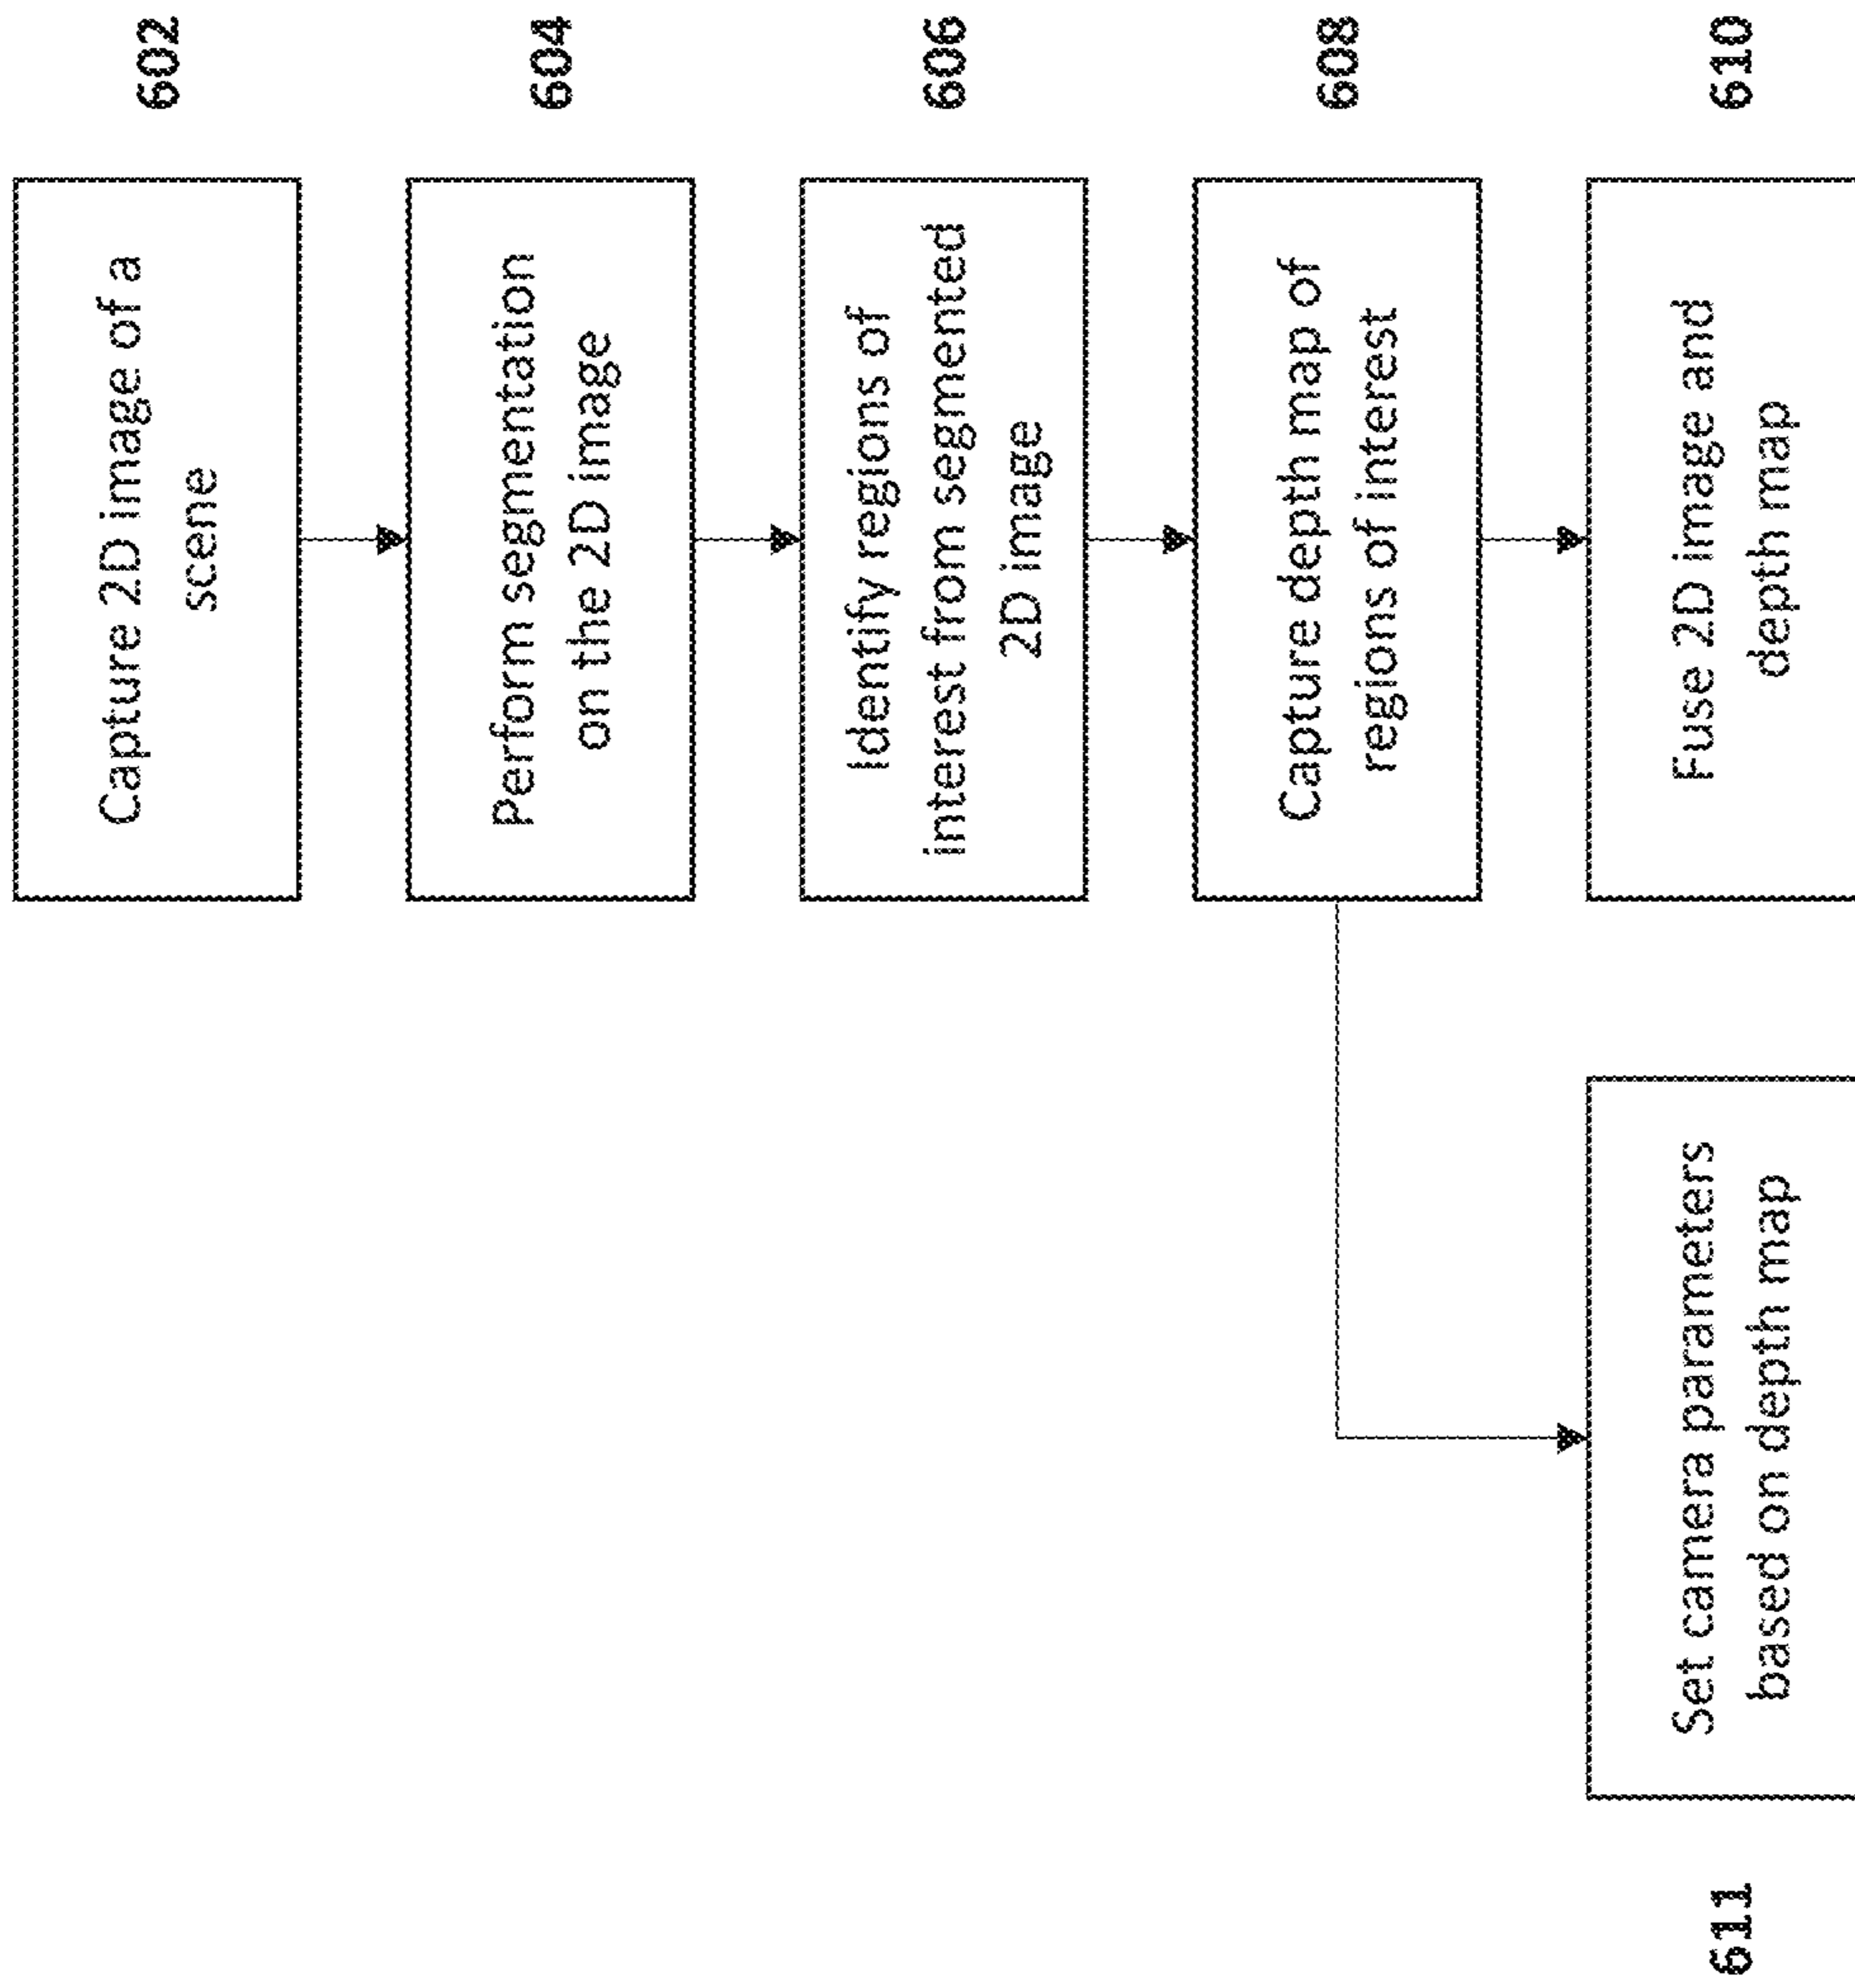 Capture 2D image of a
scene
602
Perform segmentation
on the 2D image
604
Identify regions of
interest from segmented
2D image
606
Capture depth map of
regions of interest
608
Set camera parameters
based on depth map
611
Fuse 2D image and
depth map
610